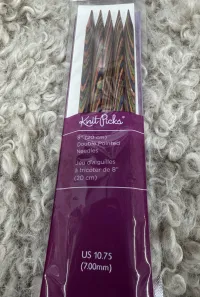 Knit Picks®
8" (20 cm)
Double Pointed
Needles
Jeu d'aiguilles
à tricoter de 8"
(20 cm)
US 10.75
(7.00mm)